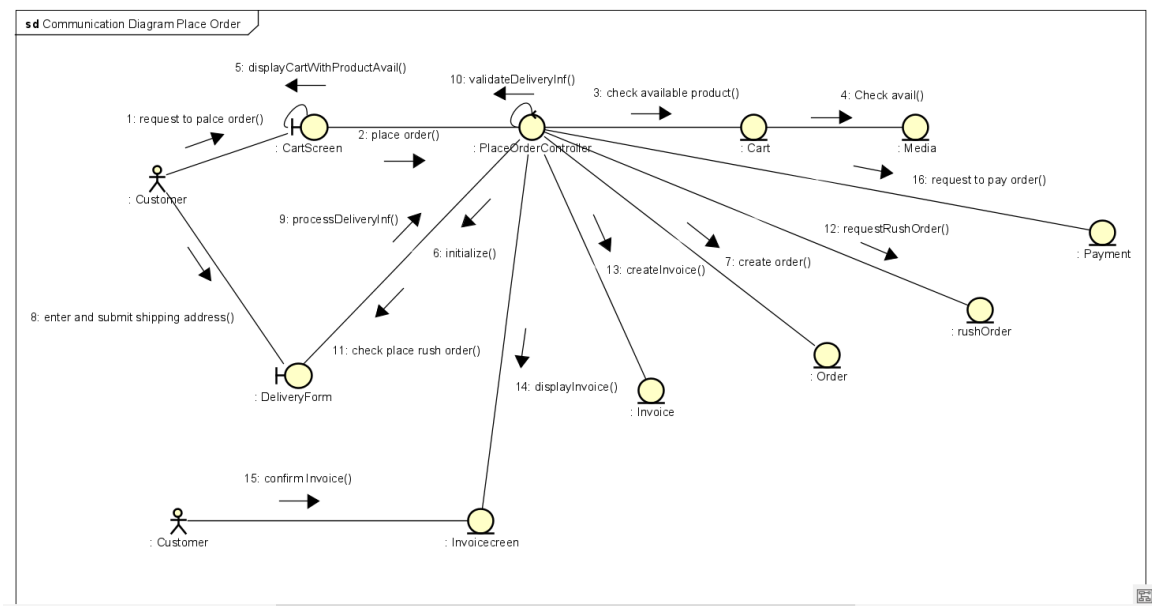 sd Communication Diagram Place Order
5: displayCartWithProductAvail()
10: validateDeliveryInf()
3: check available product()
4: Check avail()
1: request to palce order()
2: place order()
: CartScreen
: PlaceOrderController
: Cart
: Media
16: request to pay order()
: Customer
9: processDeliveryInf()
12: requestRushOrder()
6: initialize()
: Payment
7: create order()
13: createInvoice()
8: enter and submit shipping address()
: rushOrder
11: check place rush order()
: Order
14: displayInvoice()
: DeliveryForm
: Invoice
15: confirm Invoice()
: Customer
: Invoicecreen